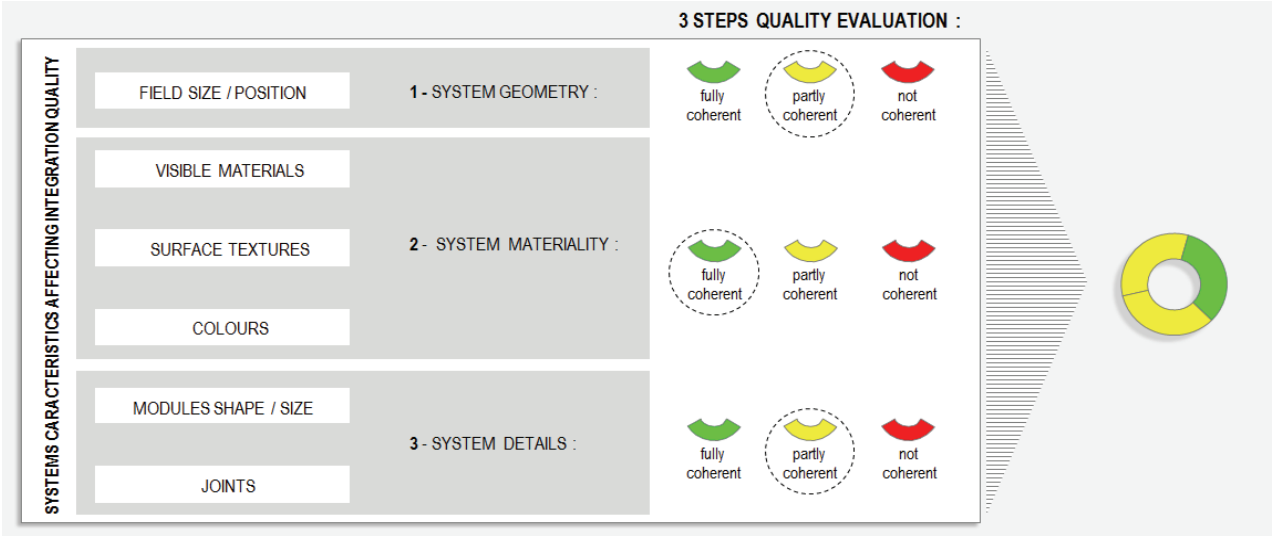 3 STEPS QUALITY EVALUATION :
SYSTEMS CARACTERISTICS AFFECTING INTEGRATION QUALITY
FIELD SIZE / POSITION
1 - SYSTEM GEOMETRY :
fully
coherent
partly
coherent
not
coherent
VISIBLE MATERIALS
SURFACE TEXTURES
COLOURS
2 - SYSTEM MATERIALITY :
fully
coherent
partly
coherent
not
coherent
MODULES SHAPE / SIZE
JOINTS
3 - SYSTEM DETAILS :
fully
coherent
partly
coherent
not
coherent